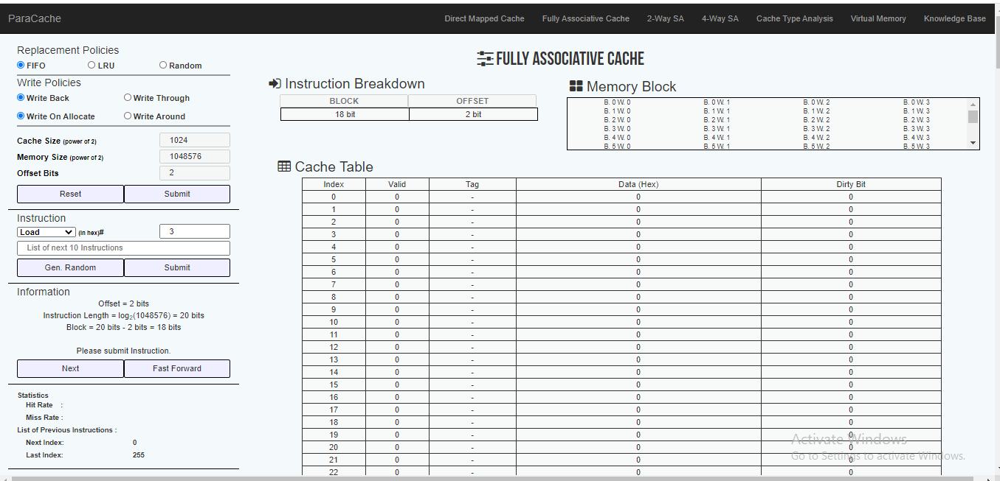 ParaCache
Direct Mapped Cache Fully Associative Cache 2-Way SA 4-Way SA Cache Type Analysis Virtual Memory Knowledge Base
Replacement Policies
FIFO LRU Random
Write Policies
Write Back Write Through
Write On Allocate Write Around
Cache Size (power of 2) 1024
Memory Size (power of 2) 1048576
Offset Bits 2
Reset Submit
Instruction
Load (in hex)# 3
List of next 10 Instructions
Gen. Random Submit
Information
Offset = 2 bits
Instruction Length = log2(1048576) = 20 bits
Block = 20 bits - 2 bits = 18 bits
Please submit Instruction.
Next Fast Forward
Statistics
Hit Rate :
Miss Rate :
List of Previous Instructions :
Next Index: 0
Last Index: 255
FULLY ASSOCIATIVE CACHE
Instruction Breakdown
BLOCK OFFSET
18 bit 2 bit
Memory Block
B. 0 W. 0 B. 0 W. 1 B. 0 W. 2 B. 0 W. 3
B. 1 W. 0 B. 1 W. 1 B. 1 W. 2 B. 1 W. 3
B. 2 W. 0 B. 2 W. 1 B. 2 W. 2 B. 2 W. 3
B. 3 W. 0 B. 3 W. 1 B. 3 W. 2 B. 3 W. 3
B. 4 W. 0 B. 4 W. 1 B. 4 W. 2 B. 4 W. 3
B. 5 W. 0 B. 5 W. 1 B. 5 W. 2 B. 5 W. 3
Cache Table
Index Valid Tag Data (Hex) Dirty Bit
0 0 - 0 0
1 0 - 0 0
2 0 - 0 0
3 0 - 0 0
4 0 - 0 0
5 0 - 0 0
6 0 - 0 0
7 0 - 0 0
8 0 - 0 0
9 0 - 0 0
10 0 - 0 0
11 0 - 0 0
12 0 - 0 0
13 0 - 0 0
14 0 - 0 0
15 0 - 0 0
16 0 - 0 0
17 0 - 0 0
18 0 - 0 0
19 0 - 0 0
20 0 - 0 0
21 0 - 0 0
22 0 - 0 0
Activate Windows
Go to Settings to activate Windows.